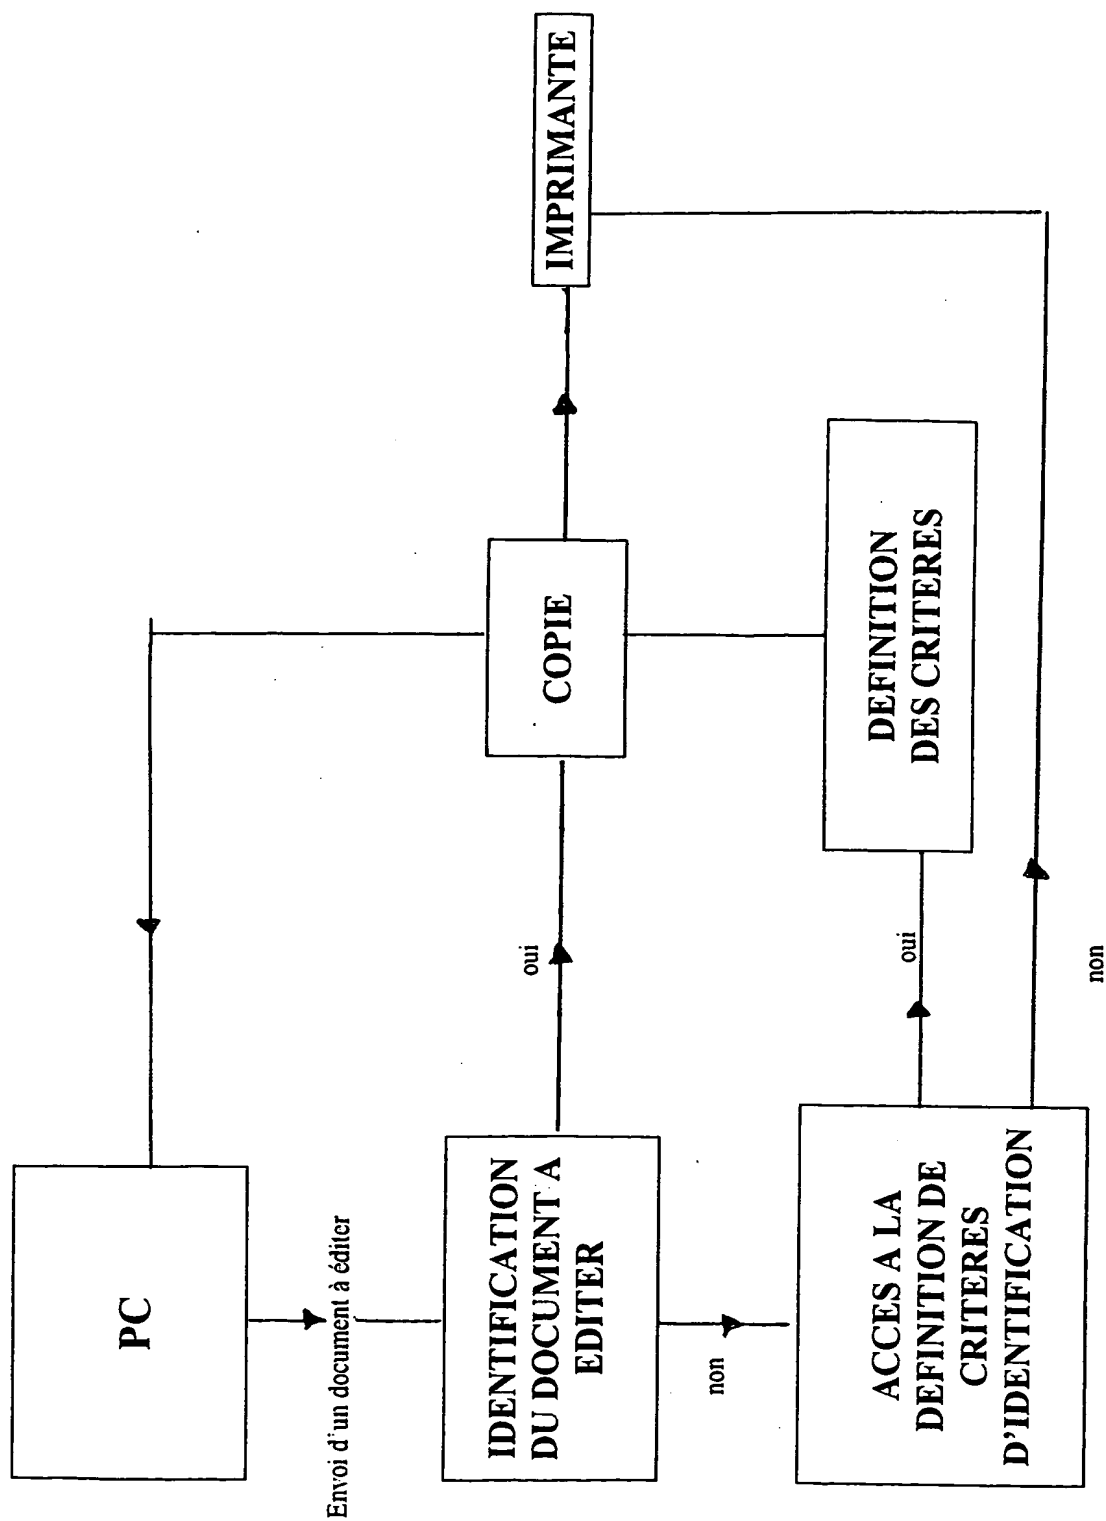 PC
Envoi d'un document à éditer
IDENTIFICATION
DU DOCUMENT A
EDITER
oui
COPIE
IMPRIMANTE
non
ACCES A LA
DEFINITION DE
CRITERES
D'IDENTIFICATION
oui
DEFINITION
DES CRITERES
non